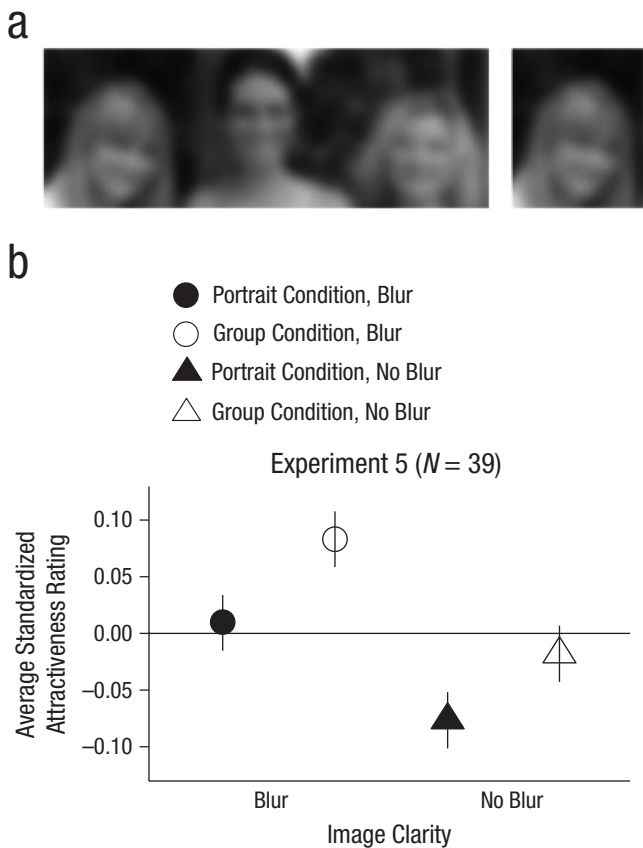 a
b
Portrait Condition, Blur
Group Condition, Blur
Portrait Condition, No Blur
Group Condition, No Blur
Experiment 5 (N = 39)
Average Standardized
Attractiveness Rating
0.10
0.05
0.00
−0.05
−0.10
Blur
No Blur
Image Clarity